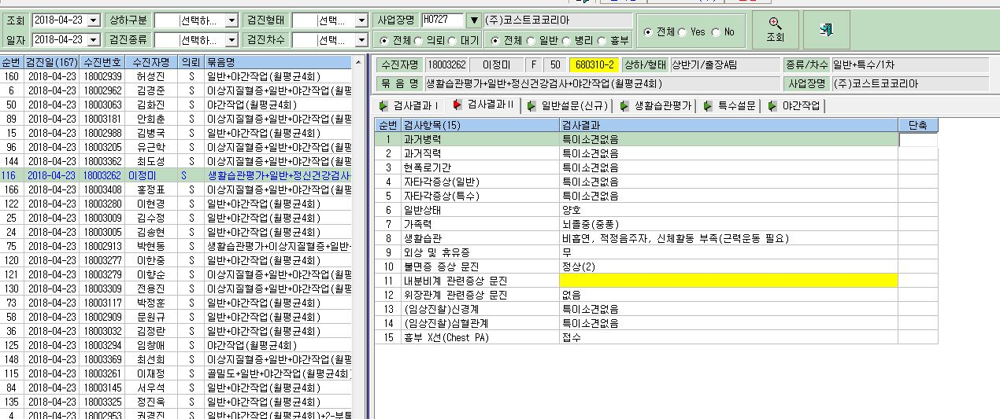 조회 2018-04-23 상하구분 |선택하... 검진형태 |선택... 사업장명 H0727 ▼ (주)코스트코코리아
일자 2018-04-23 검진종류 |선택하... 검진차수 |선택... 전체 의뢰 대기 전체 일반 병리 흉부 전체 Yes No 조회
순번 검진일(167) 수진번호 수진자명 의뢰 묶음명
160 2018-04-23 18002939 허성진 S 일반+야간작업(월평균4회)
6 2018-04-23 18002962 김경준 S 이상지질혈증+일반+야간작업(월평
50 2018-04-23 18003063 김화진 S 야간작업(월평균4회)
89 2018-04-23 18003181 안희춘 S 이상지질혈증+일반+야간작업(월평
15 2018-04-23 18002988 김병국 S 일반+야간작업(월평균4회)
96 2018-04-23 18003205 유근학 S 이상지질혈증+일반+야간작업(월평
144 2018-04-23 18003362 최도성 S 이상지질혈증+일반+야간작업(월평
116 2018-04-23 18003262 이정미 S 생활습관평가+일반+정신건강검사+
166 2018-04-23 18003408 홍정표 S 이상지질혈증+일반+야간작업(월평
122 2018-04-23 18003280 이현경 S 일반+야간작업(월평균4회)
25 2018-04-23 18003009 김수정 S 일반+야간작업(월평균4회)
24 2018-04-23 18003005 김송현 S 일반+야간작업(월평균4회)
75 2018-04-23 18002913 박현동 S 생활습관평가+이상지질혈증+일반+
120 2018-04-23 18003277 이한중 S 일반+야간작업(월평균4회)
121 2018-04-23 18003279 이향순 S 이상지질혈증+일반+야간작업(월평
130 2018-04-23 18003309 전용진 S 이상지질혈증+일반+야간작업(월평
73 2018-04-23 18003117 박정훈 S 일반+야간작업(월평균4회)
58 2018-04-23 18002909 문원규 S 일반+야간작업(월평균4회)
36 2018-04-23 18003032 김정란 S 일반+야간작업(월평균4회)
125 2018-04-23 18003294 임창애 S 야간작업(월평균4회)
148 2018-04-23 18003369 최선희 S 이상지질혈증+일반+야간작업(월평
115 2018-04-23 18003261 이재정 S 골밀도+일반+야간작업(월평균4회)
84 2018-04-23 18003145 서우석 S 일반+야간작업(월평균4회)
135 2018-04-23 18003325 정진욱 S 일반+야간작업(월평균4회)
4 2018-04-23 18002953 권경진 S 일반+야간작업(월평균4회)+2-부톡
수진자명 18003262 이정미 F 50 680310-2 상하/형태 상반기/출장A팀 종류/차수 일반+특수/1차
묶 음 명 생활습관평가+일반+정신건강검사+야간작업(월평균4회) 사업장명 (주)코스트코코리아
검사결과 I 검사결과 II 일반설문(신규) 생활습관평가 특수설문 야간작업
순번 검사항목(15) 검사결과 단축
1 과거병력 특이소견없음
2 과거직력 특이소견없음
3 현폭로기간 특이소견없음
4 자타각증상(일반) 특이소견없음
5 자타각증상(특수) 특이소견없음
6 일반상태 양호
7 가족력 뇌졸중(중풍)
8 생활습관 비흡연, 적정음주자, 신체활동 부족(근력운동 필요)
9 외상 및 휴유증 무
10 불면증 증상 문진 정상(2)
11 내분비계 관련증상 문진
12 위장관계 관련증상 문진 없음
13 (임상진찰)신경계 특이소견없음
14 (임상진찰)심혈관계 특이소견없음
15 흉부 X선(Chest PA) 접수